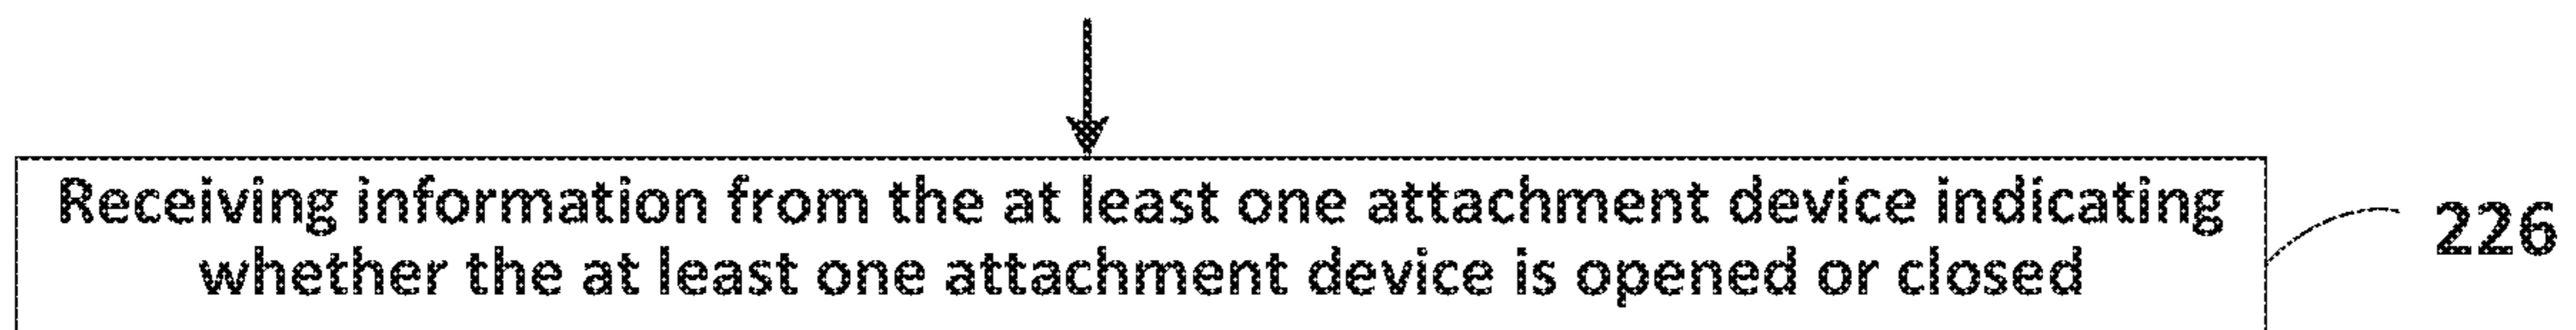 Receiving information from the at least one attachment device indicating
whether the at least one attachment device is opened or closed
226